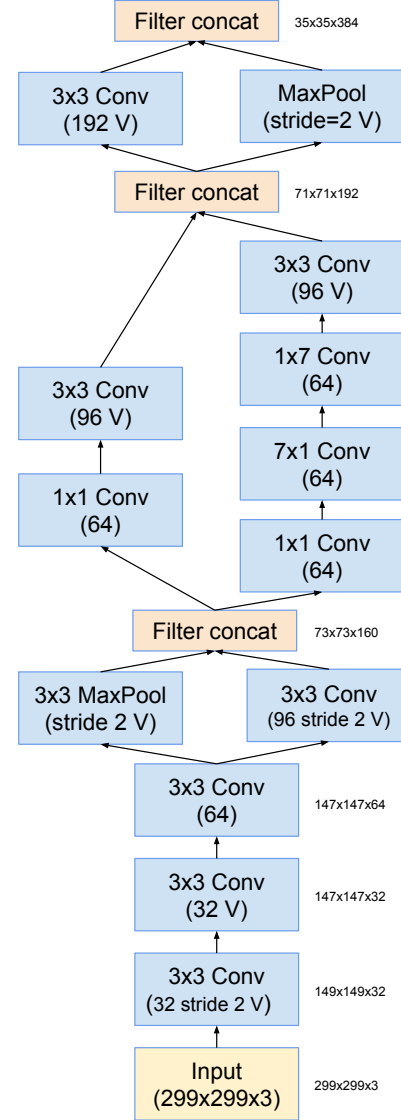 Filter concat
35x35x384
3x3 Conv
(192 V)
MaxPool
(stride=2 V)
Filter concat
71x71x192
3x3 Conv
(96 V)
1x7 Conv
(64)
3x3 Conv
(96 V)
7x1 Conv
(64)
1x1 Conv
(64)
1x1 Conv
(64)
Filter concat
73x73x160
3x3 MaxPool
(stride 2 V)
3x3 Conv
(96 stride 2 V)
3x3 Conv
(64)
147x147x64
3x3 Conv
(32 V)
147x147x32
3x3 Conv
(32 stride 2 V)
149x149x32
Input
(299x299x3)
299x299x3